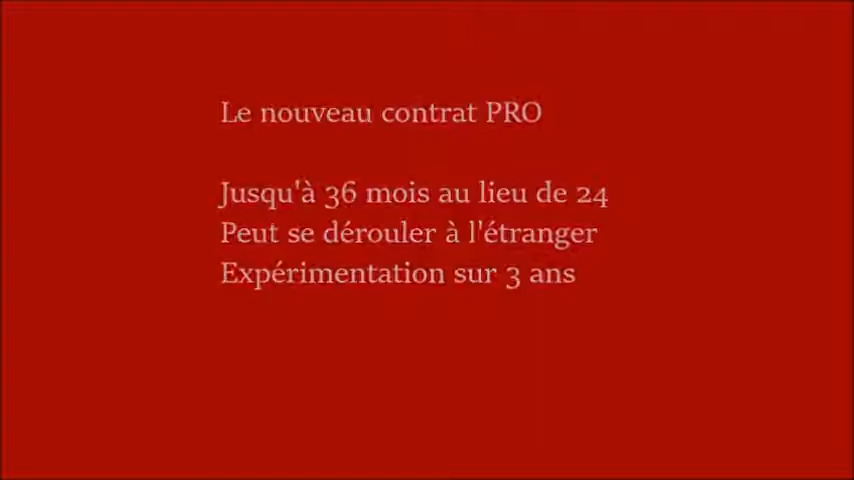 Le nouveau contrat PRO
Jusqu'à 36 mois au lieu de 24
Peut se dérouler à l'étranger
Expérimentation sur 3 ans